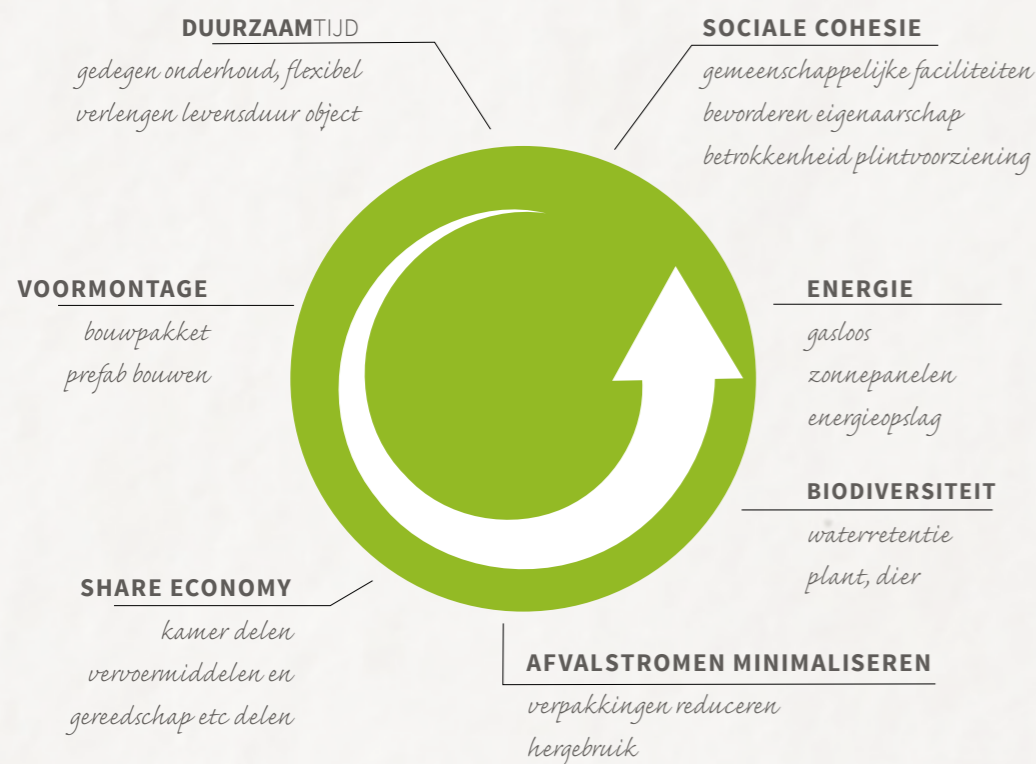 DUURZAAMTIJD
gedegen onderhoud, flexibel
verlengen levensduur object
SOCIALE COHESIE
gemeenschappelijke faciliteiten
bevorderen eigenaarschap
betrokkenheid plintvoorziening
VOORMONTAGE
bouwpakket
prefab bouwen
ENERGIE
gasloos
zonnepanelen
energieopslag
BIODIVERSITEIT
waterretentie
plant, dier
SHARE ECONOMY
kamer delen
vervoermiddelen en
gereedschap etc delen
AFVALSTROMEN MINIMALISEREN
verpakkingen reduceren
hergebruik